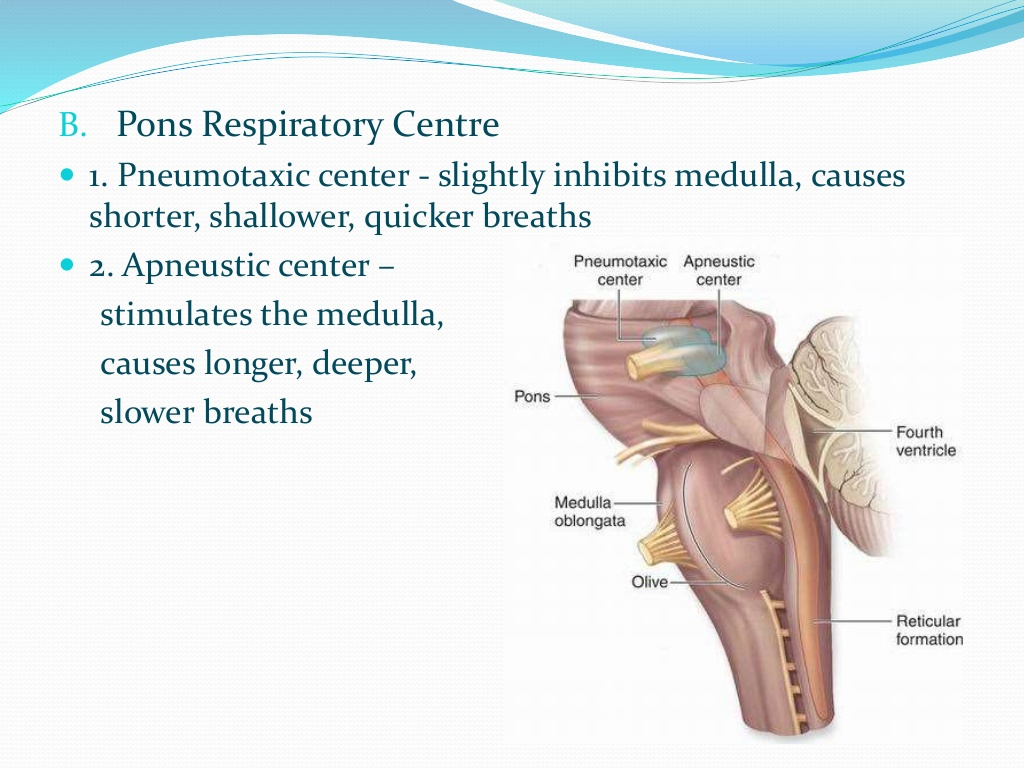 B. Pons Respiratory Centre
• 1. Pneumotaxic center - slightly inhibits medulla, causes
shorter, shallower, quicker breaths
• 2. Apneustic center –
stimulates the medulla,
causes longer, deeper,
slower breaths
Pneumotaxic
center
Apneustic
center
Pons
Fourth
ventricle
Medulla
oblongata
Olive
Reticular
formation